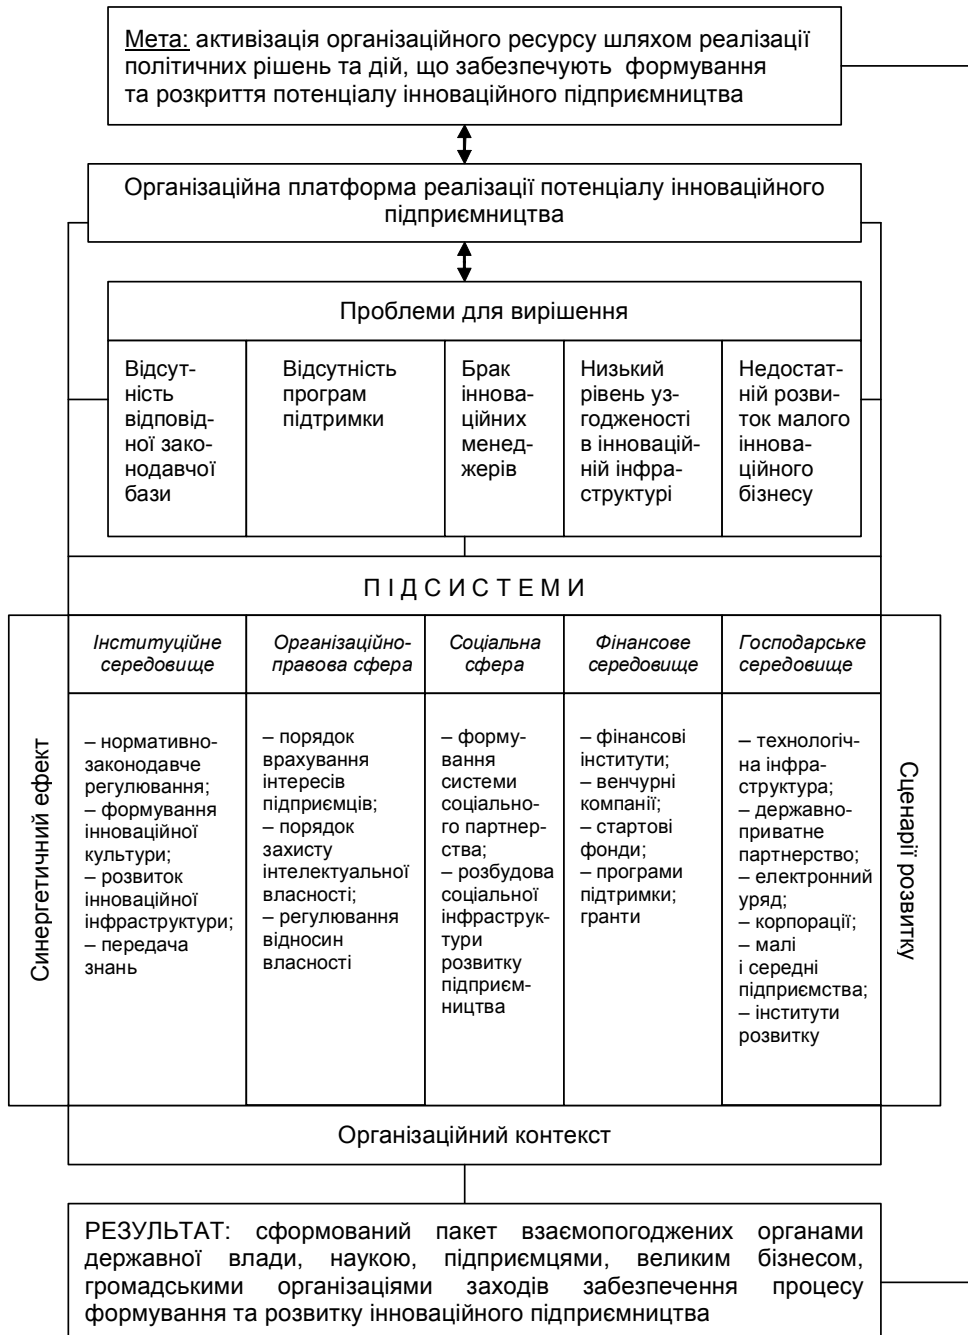 Мета: активізація організаційного ресурсу шляхом реалізації
політичних рішень та дій, що забезпечують формування
та розкриття потенціалу інноваційного підприємництва
Організаційна платформа реалізації потенціалу інноваційного
підприємництва
Проблеми для вирішення
Відсут-
ність
відповід-
ної зако-
нодавчої
бази
Відсутність
програм
підтримки
Брак
іннова-
ційних
менед-
жерів
Низький
рівень уз-
годженості
в інновацій-
ній інфра-
структурі
Недостат-
ній розви-
ток малого
іннова-
ційного
бізнесу
П І Д С И С Т Е М И
Синергетичний ефект
Інституційне
середовище
– нормативно-
законодавче
регулювання;
– формування
інноваційної
культури;
– розвиток
інноваційної
інфраструктури;
– передача
знань
Організаційно-
правова сфера
– порядок
врахування
інтересів
підприємців;
– порядок
захисту
інтелектуальної
власності;
– регулювання
відносин
власності
Соціальна
сфера
– форму-
вання
системи
соціально-
го партнер-
ства;
– розбудова
соціальної
інфраструк-
тури
розвитку
підприєм-
ництва
Фінансове
середовище
– фінансові
інститути;
– венчурні
компанії;
– стартові
фонди;
– програми
підтримки;
гранти
Господарське
середовище
– технологіч-
на інфра-
структура;
– державно-
приватне
партнерство;
– електронний
уряд;
– корпорації;
– малі
і середні
підприємства;
– інститути
розвитку
Сценарії розвитку
Організаційний контекст
РЕЗУЛЬТАТ: сформований пакет взаємопогоджених органами
державної влади, наукою, підприємцями, великим бізнесом,
громадськими організаціями заходів забезпечення процесу
формування та розвитку інноваційного підприємництва